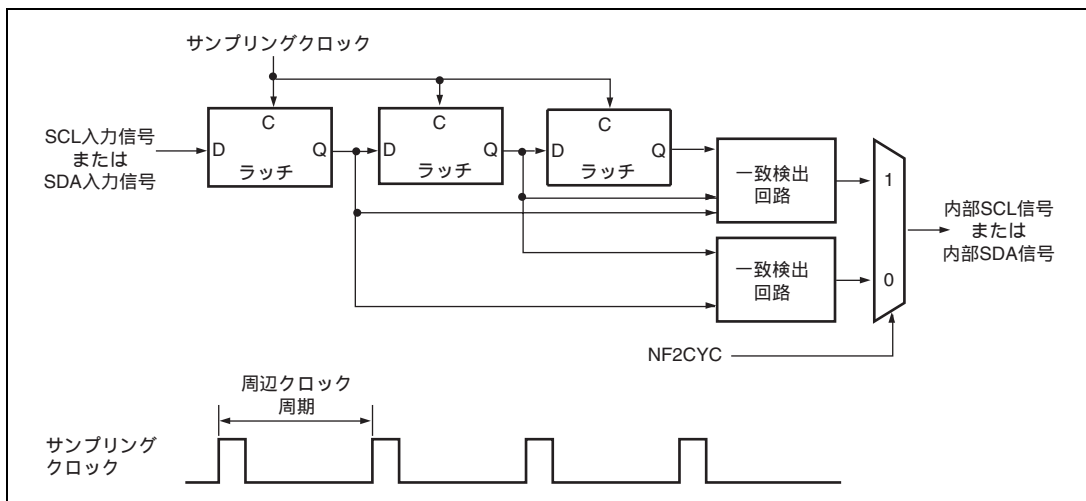 サンプリングクロック
SCL入力信号
または
SDA入力信号
D
C
Q
ラッチ
D
C
Q
ラッチ
D
C
Q
ラッチ
一致検出
回路
一致検出
回路
1
0
内部SCL信号
または
内部SDA信号
NF2CYC
周辺クロック
周期
サンプリング
クロック